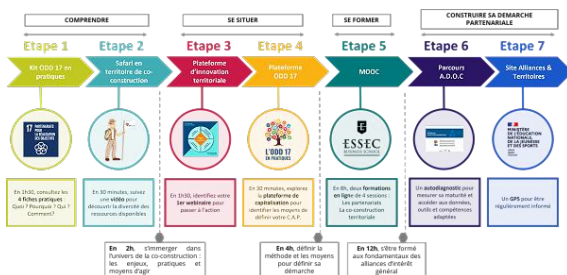 COMPRENDRE
SE SITUER
SE FORMER
CONSTRUIRE SA DEMARCHE
PARTENARIALE
Etape 1
Etape 2
Etape 3
Etape 4
Etape 5
Etape 6
Etape 7
Kit ODD 17 en
pratiques
Safari en
territoire de co-
construction
Plateforme
d'innovation
territoriale
Plateforme
ODD 17
MOOC
Parcours
A.D.O.C
Site Alliances &
Territoires
17 PARTENARIATS
POUR
LA RÉALISATION
DES OBJECTIFS
L'ODD 17
EN PRATIQUES
ESSEC
BUSINESS SCHOOL
MINISTÈRE
DE L'ÉDUCATION
NATIONALE,
DE LA JEUNESSE
ET DES SPORTS
En 1h30, consultez les
4 fiches pratiques :
Quoi ? Pourquoi ? Qui ?
Comment?
En 30 minutes, suivez
une vidéo pour
découvrir la diversité des
ressources disponibles
En 1h30, identifiez votre
1er webinaire pour
passer à l'action
En 30 minutes, explorez
la plateforme de
capitalisation pour
identifier les moyens de
définir votre C.A.P.
En 8h, deux formations
en ligne de 4 sessions :
Les partenariats
La co-construction
territoriale
Un autodiagnostic pour
mesurer sa maturité et
accéder aux données,
outils et compétences
adaptées
Un GPS pour être
régulièrement informé
En 2h, s'immerger dans
l'univers de la co-construction :
les enjeux, pratiques et
moyens d'agir
En 4h, définir la
méthode et les moyens
pour définir sa
démarche
En 12h, s'être formé
aux fondamentaux des
alliances d'intérêt
général